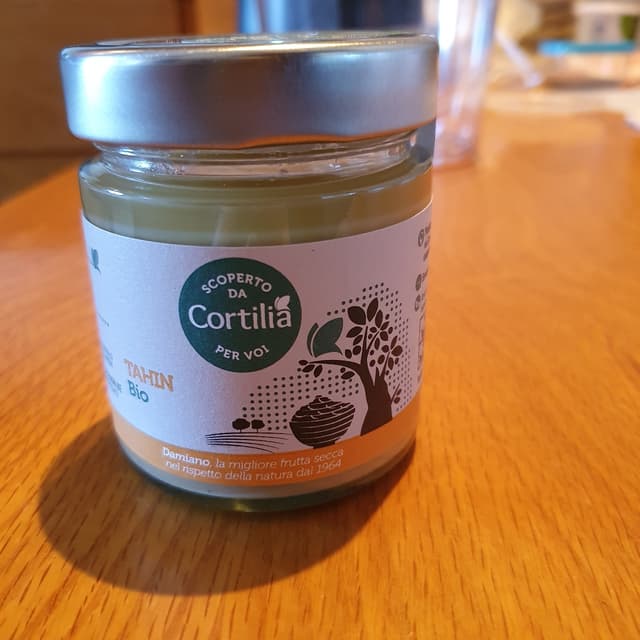 SCOPERTO
DA
Cortilia
PER VOI
TAHIN
Bio
Damiano, la migliore frutta secca
nel rispetto della natura dal 1964